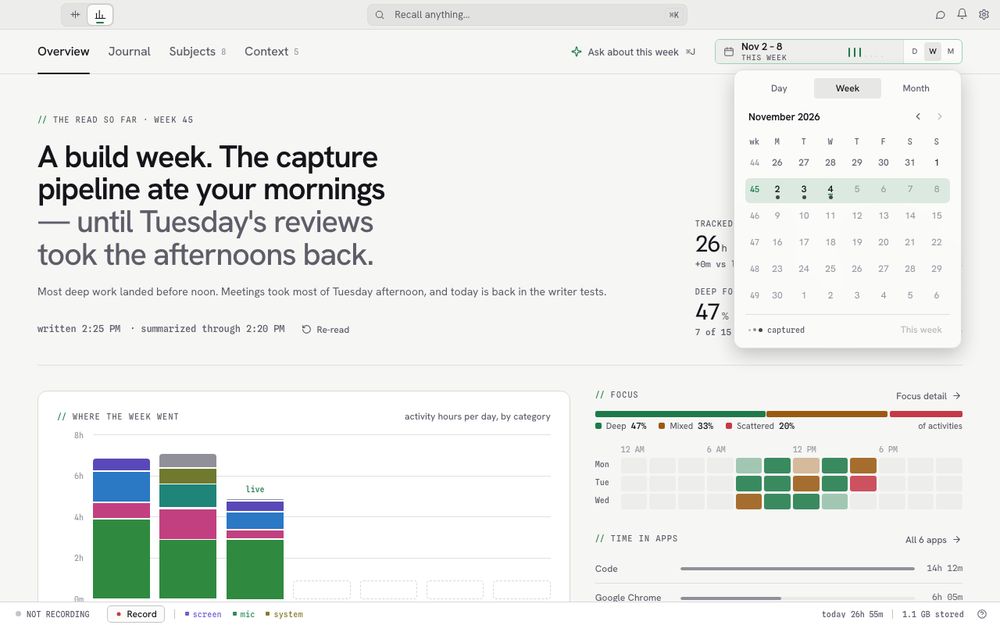 Recall anything...
⌘K
Overview Journal Subjects 8 Context 5
Ask about this week ⌘J
Nov 2 – 8
THIS WEEK
D W M
Day Week Month
November 2026
wk M T W T F S S
44 26 27 28 29 30 31 1
45 2 3 4 5 6 7 8
46 9 10 11 12 13 14 15
47 16 17 18 19 20 21 22
48 23 24 25 26 27 28 29
49 30 1 2 3 4 5 6
captured
This week
// THE READ SO FAR · WEEK 45
A build week. The capture
pipeline ate your mornings
— until Tuesday's reviews
took the afternoons back.
Most deep work landed before noon. Meetings took most of Tuesday afternoon, and today is back in the writer tests.
written 2:25 PM · summarized through 2:20 PM
Re-read
TRACKED
26h
+0m vs
DEEP FO
47%
7 of 15
// WHERE THE WEEK WENT
activity hours per day, by category
8h
6h
4h
2h
0m
live
// FOCUS
Focus detail →
Deep 47% Mixed 33% Scattered 20%
of activities
12 AM 6 AM 12 PM 6 PM
Mon
Tue
Wed
// TIME IN APPS
All 6 apps →
Code 14h 12m
Google Chrome 6h 05m
NOT RECORDING
Record
screen mic system
today 26h 55m
1.1 GB stored